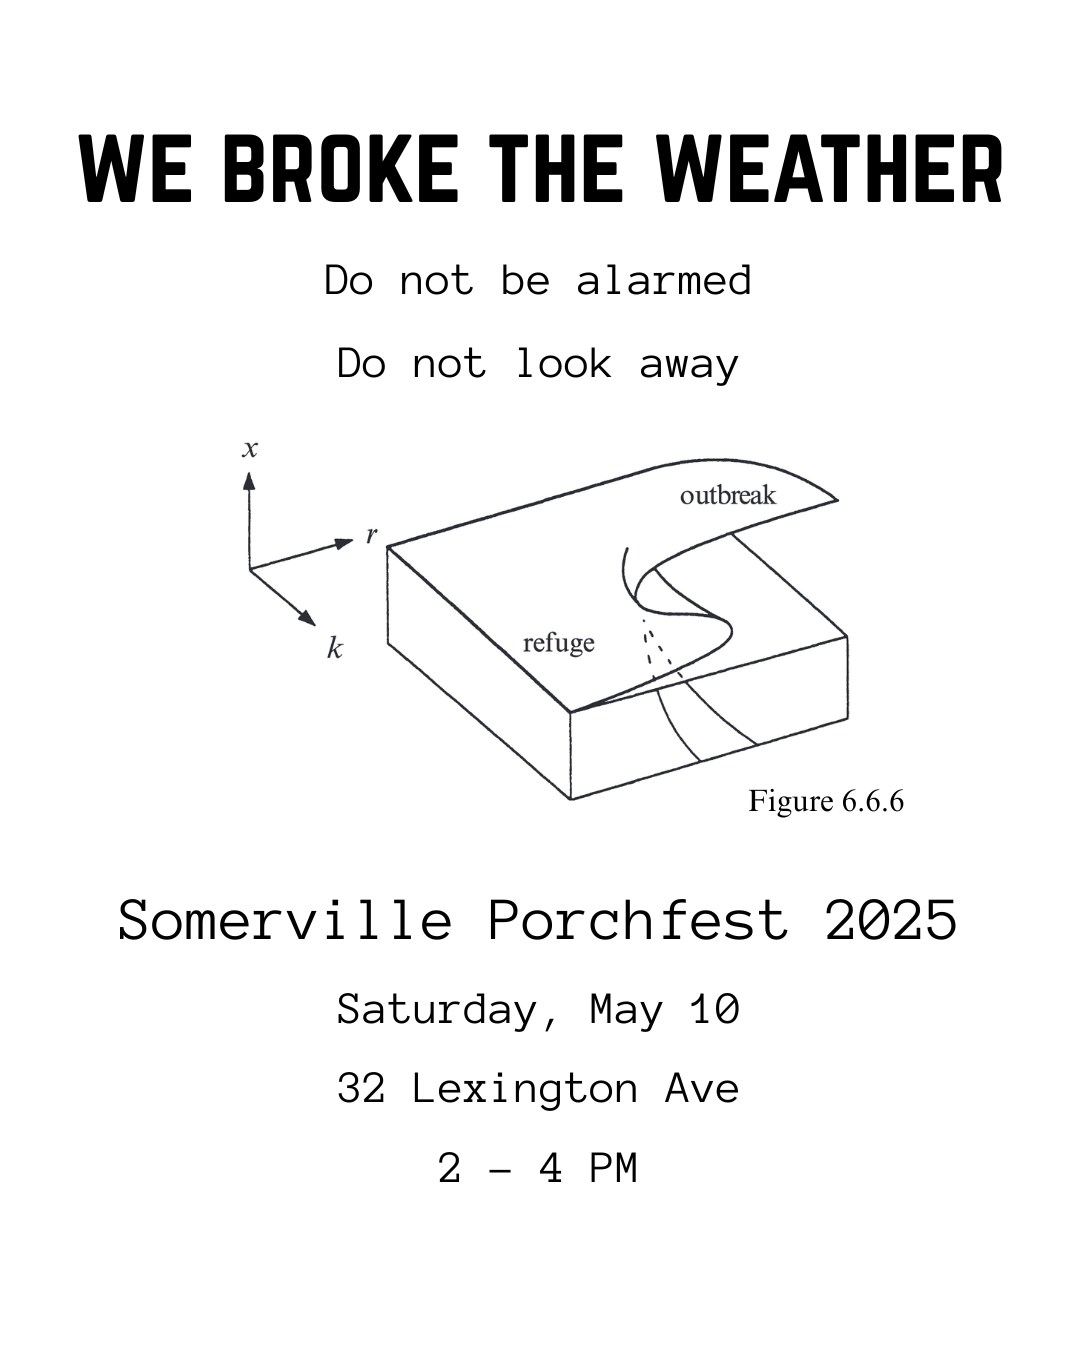 WE BROKE THE WEATHER
Do not be alarmed
Do not look away
x
r
k
outbreak
refuge
Figure 6.6.6
Somerville Porchfest 2025
Saturday, May 10
32 Lexington Ave
2 – 4 PM